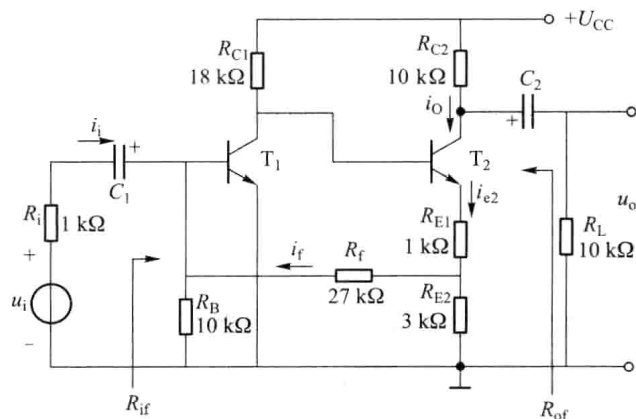 +U_CC
R_C1
18 kΩ
R_C2
10 kΩ
C_2
+
i_O
i_i
+
C_1
T_1
T_2
i_e2
R_i
1 kΩ
+
u_i
−
R_E1
1 kΩ
i_f
R_f
27 kΩ
R_B
10 kΩ
R_E2
3 kΩ
R_L
10 kΩ
u_o
R_if
R_of